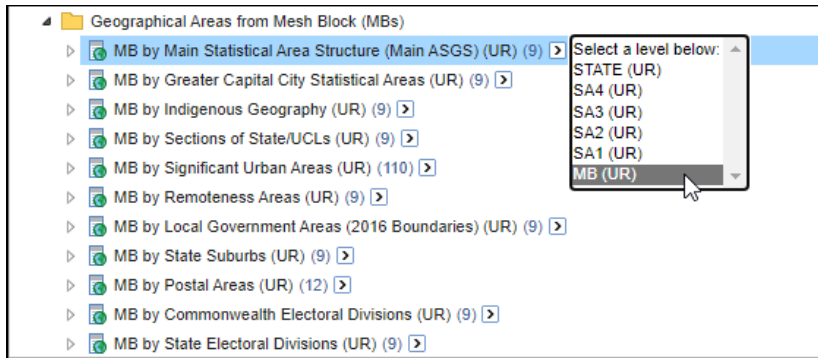 Geographical Areas from Mesh Block (MBs)
MB by Main Statistical Area Structure (Main ASGS) (UR) (9)
Select a level below:
STATE (UR)
SA4 (UR)
SA3 (UR)
SA2 (UR)
SA1 (UR)
MB (UR)
MB by Greater Capital City Statistical Areas (UR) (9)
MB by Indigenous Geography (UR) (9)
MB by Sections of State/UCLs (UR) (9)
MB by Significant Urban Areas (UR) (110)
MB by Remoteness Areas (UR) (9)
MB by Local Government Areas (2016 Boundaries) (UR) (9)
MB by State Suburbs (UR) (9)
MB by Postal Areas (UR) (12)
MB by Commonwealth Electoral Divisions (UR) (9)
MB by State Electoral Divisions (UR) (9)